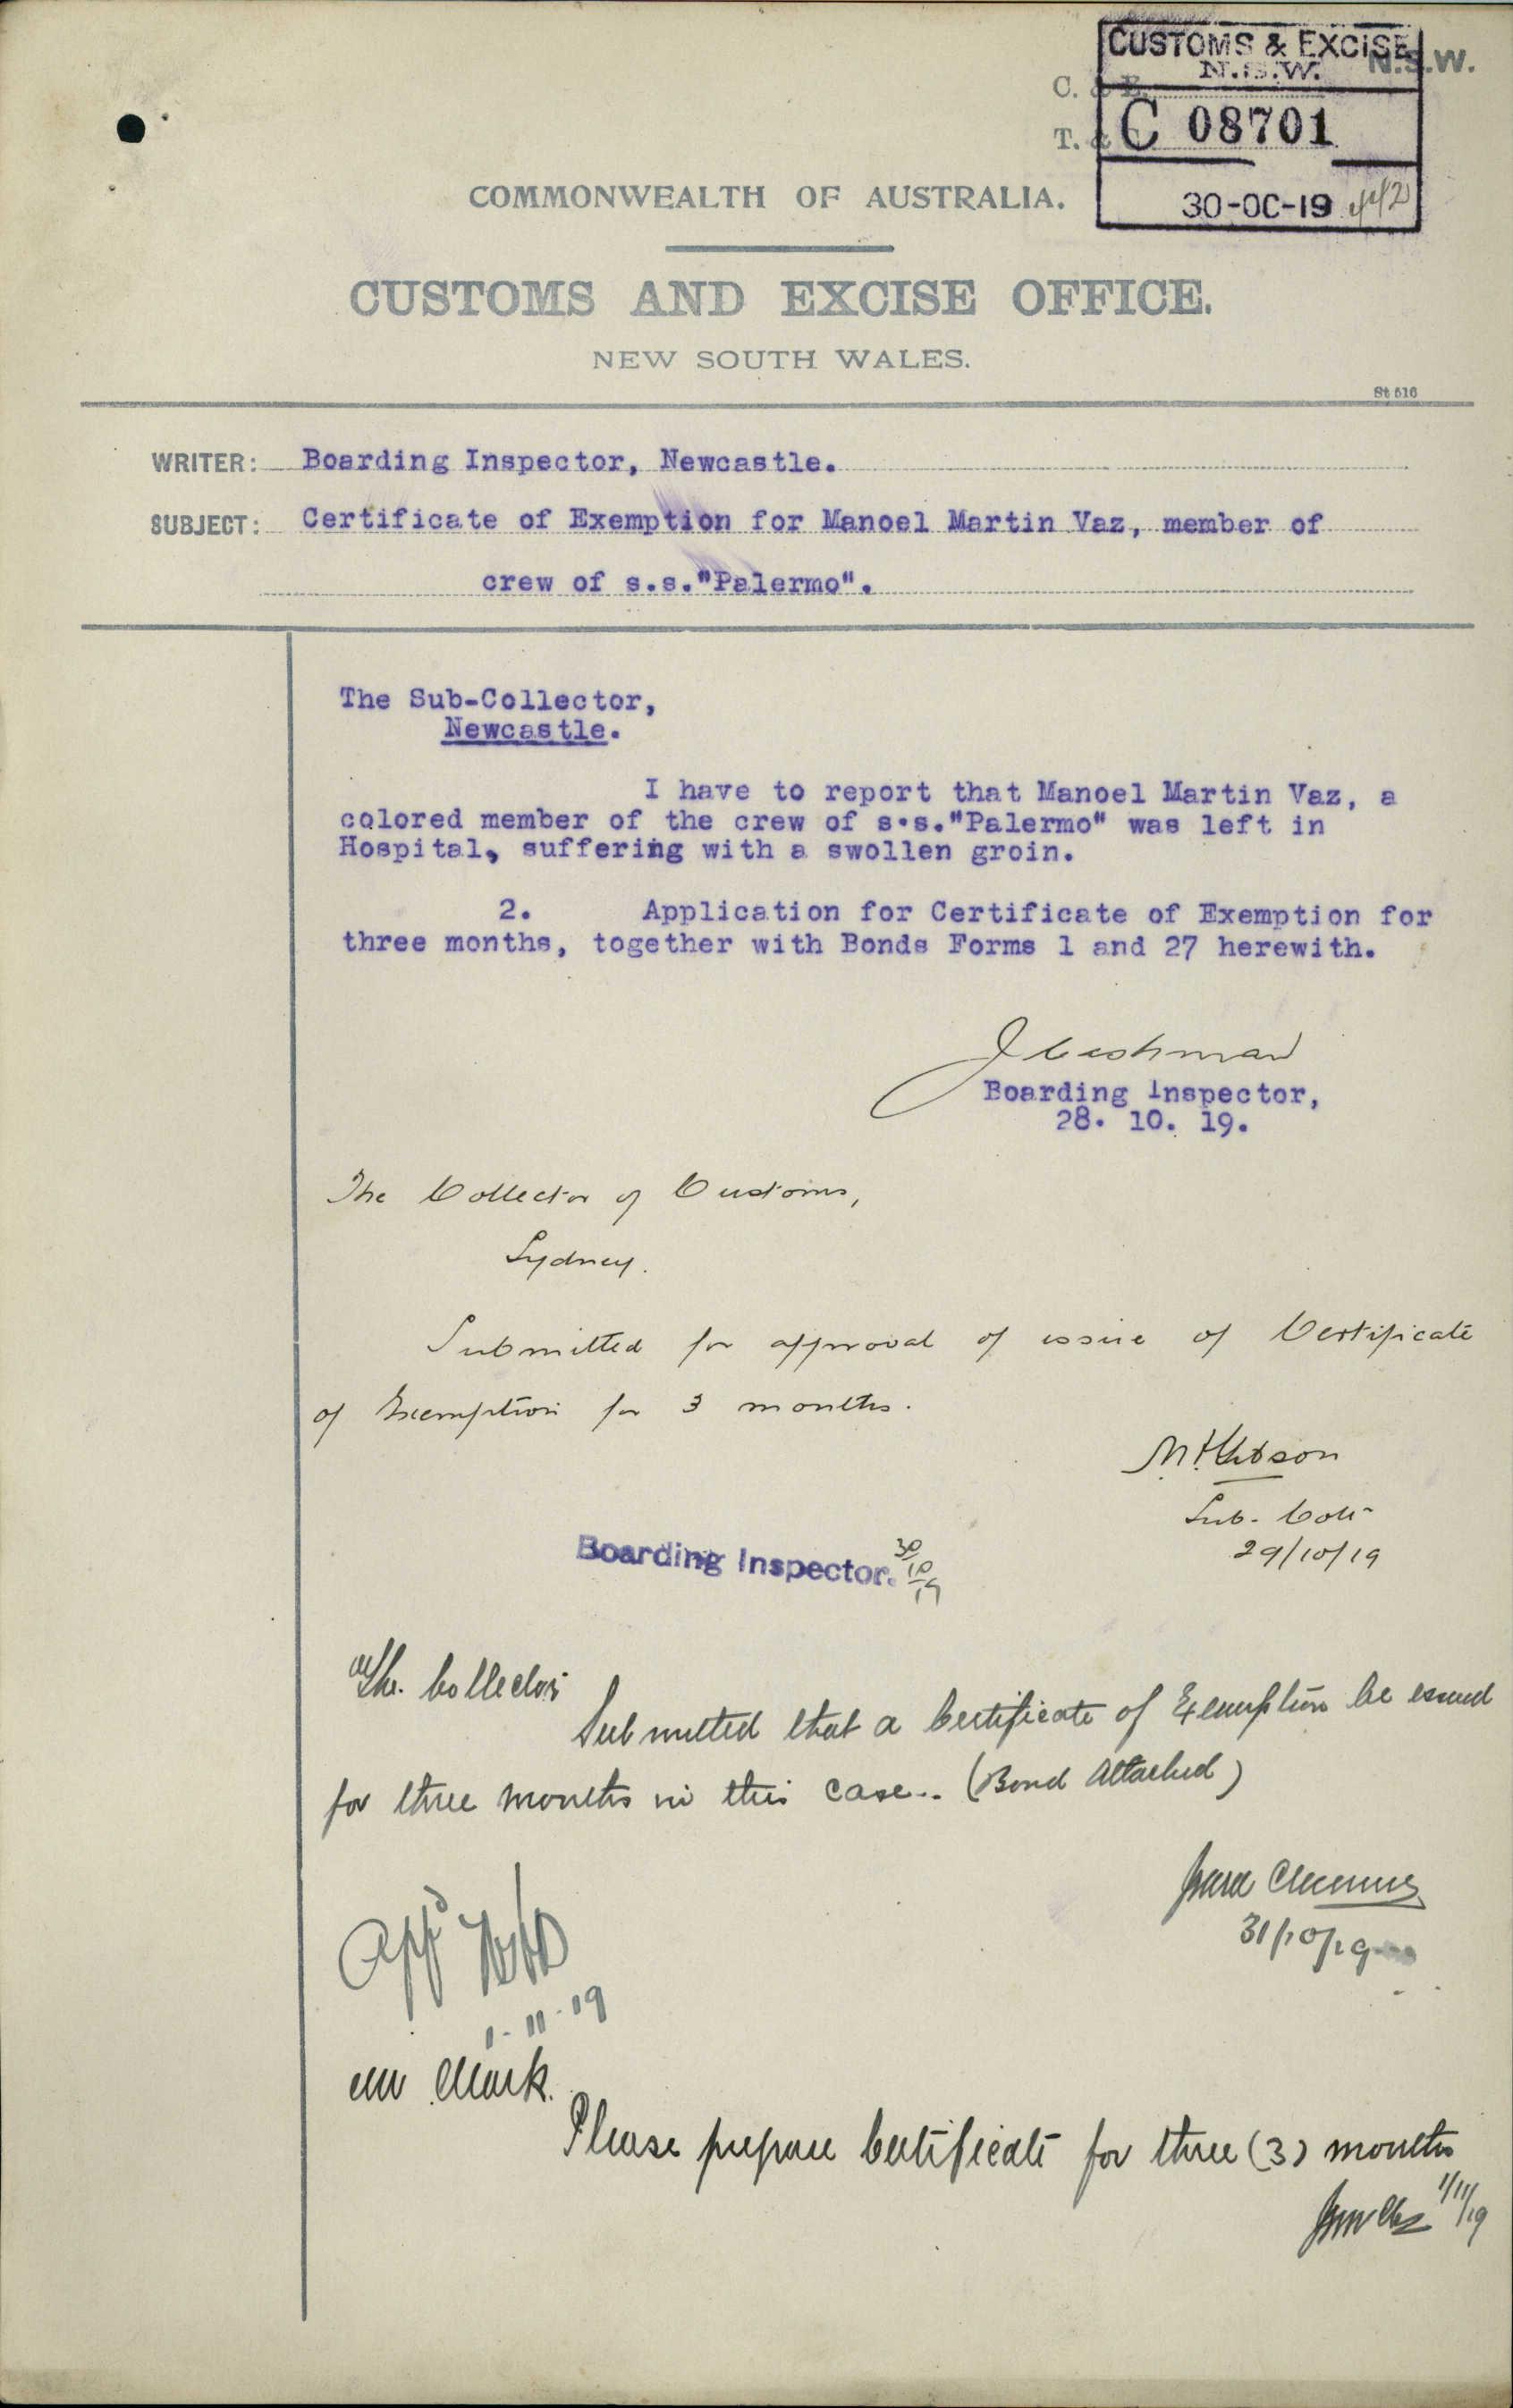 CUSTOMS & EXCISE
N.S.W.
N.S.W.
C. & E.
T. &
C 08701
30-OC-19
COMMONWEALTH OF AUSTRALIA.
CUSTOMS AND EXCISE OFFICE.
NEW SOUTH WALES.
St 516
WRITER: Boarding Inspector, Newcastle.
SUBJECT: Certificate of Exemption for Manoel Martin Vaz, member of
crew of s.s."Palermo".
The Sub-Collector,
Newcastle.
I have to report that Manoel Martin Vaz, a
colored member of the crew of s.s."Palermo" was left in
Hospital, suffering with a swollen groin.
2. Application for Certificate of Exemption for
three months, together with Bonds Forms 1 and 27 herewith.
J Cashman
Boarding Inspector,
28. 10. 19.
The Collector of Customs,
Sydney.
Submitted for approval of issue of Certificate
of Exemption for 3 months.
Sub-Coll
29/10/19
Boarding Inspector. 30/10/19
The Collector
Submitted that a Certificate of Exemption be issued
for three months in this case.. (Bond Attached)
31/10/19
App'd
1-11-19
Mr Clark.
Please prepare Certificate for three (3) months
1/11/19